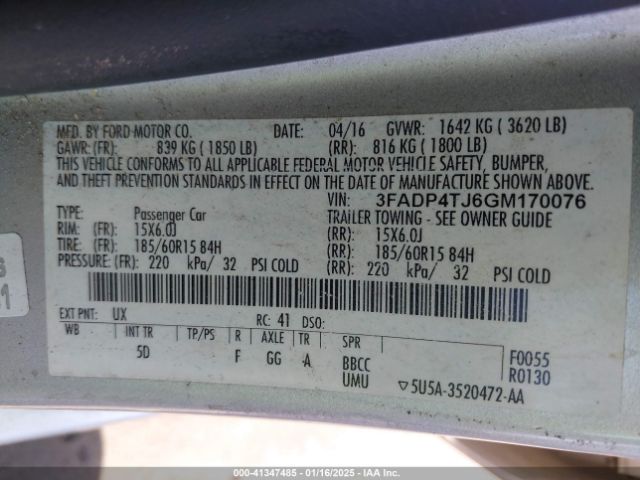 MFD. BY FORD MOTOR CO. DATE: 04/16 GVWR: 1642 KG ( 3620 LB)
GAWR: (FR): 839 KG ( 1850 LB) (RR): 816 KG ( 1800 LB)
THIS VEHICLE CONFORMS TO ALL APPLICABLE FEDERAL MOTOR VEHICLE SAFETY, BUMPER,
AND THEFT PREVENTION STANDARDS IN EFFECT ON THE DATE OF MANUFACTURE SHOWN ABOVE.
VIN: 3FADP4TJ6GM170076
TYPE: Passenger Car TRAILER TOWING - SEE OWNER GUIDE
RIM: (FR): 15X6.0J (RR): 15X6.0J
TIRE: (FR): 185/60R15 84H (RR): 185/60R15 84H
PRESSURE: (FR): 220 kPa/ 32 PSI COLD (RR): 220 kPa/ 32 PSI COLD
EXT PNT: UX RC: 41 DSO:
WB INT TR TP/PS R AXLE TR SPR
5D F GG A BBCC F0055
UMU ▽5U5A-3520472-AA R0130
000-41347485 | 01/16/2025 | IAA Inc.